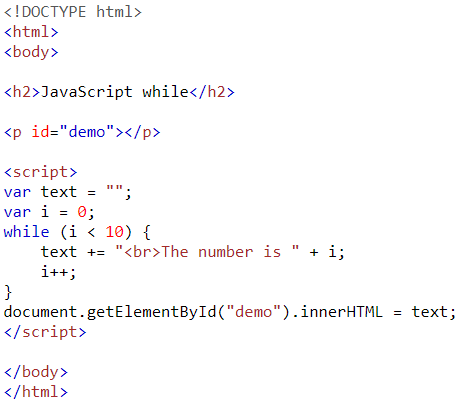 <!DOCTYPE html>
<html>
<body>
<h2>JavaScript while</h2>
<p id="demo"></p>
<script>
var text = "";
var i = 0;
while (i < 10) {
    text += "<br>The number is " + i;
    i++;
}
document.getElementById("demo").innerHTML = text;
</script>
</body>
</html>